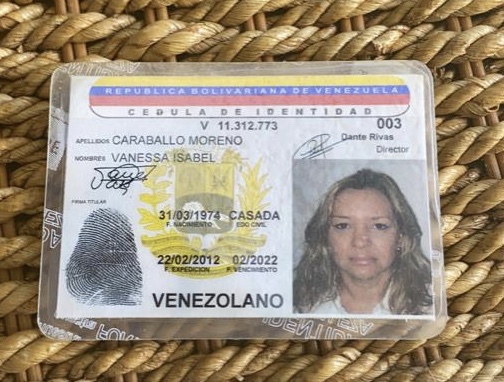 REPUBLICA BOLIVARIANA DE VENEZUELA
CEDULA DE IDENTIDAD
V 11.312.773 003
APELLIDOS CARABALLO MORENO
Dante Rivas
Director
NOMBRES VANESSA ISABEL
FIRMA TITULAR
31/03/1974 CASADA
F. NACIMIENTO EDO CIVIL
22/02/2012 02/2022
F. EXPEDICION F. VENCIMIENTO
VENEZOLANO